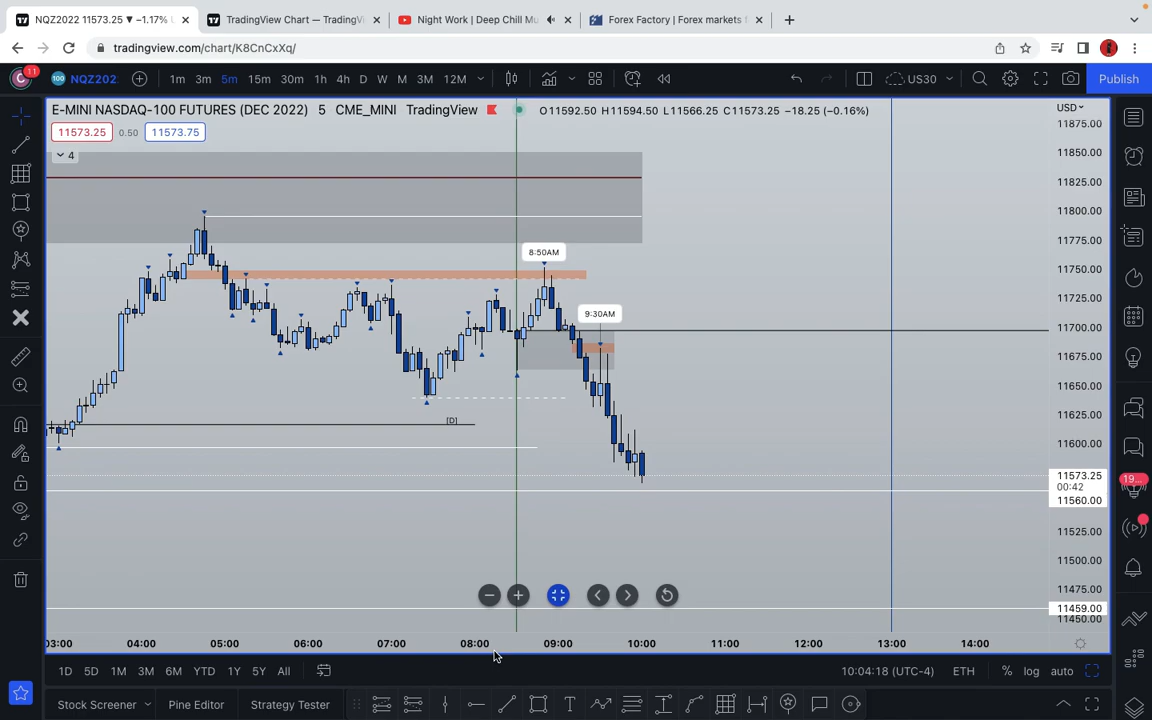 NQZ2022 11573.25 ▼ −1.17%
TradingView Chart — TradingVi
Night Work | Deep Chill Mu
Forex Factory | Forex markets f
tradingview.com/chart/K8CnCxXq/
C 11
100 NQZ202
1m 3m 5m 15m 30m 1h 4h D W M 3M 12M
US30
Publish
E-MINI NASDAQ-100 FUTURES (DEC 2022) 5 CME_MINI TradingView
O11592.50 H11594.50 L11566.25 C11573.25 −18.25 (−0.16%)
USD
11573.25 0.50 11573.75
4
11875.00
11850.00
11825.00
11800.00
11775.00
11750.00
11725.00
11700.00
11675.00
11650.00
11625.00
11600.00
11573.25
00:42
11560.00
11525.00
11500.00
11475.00
11459.00
11450.00
8:50AM
9:30AM
[D]
19...
03:00 04:00 05:00 06:00 07:00 08:00 09:00 10:00 11:00 12:00 13:00 14:00
1D 5D 1M 3M 6M YTD 1Y 5Y All
10:04:18 (UTC-4) ETH % log auto
Stock Screener Pine Editor Strategy Tester